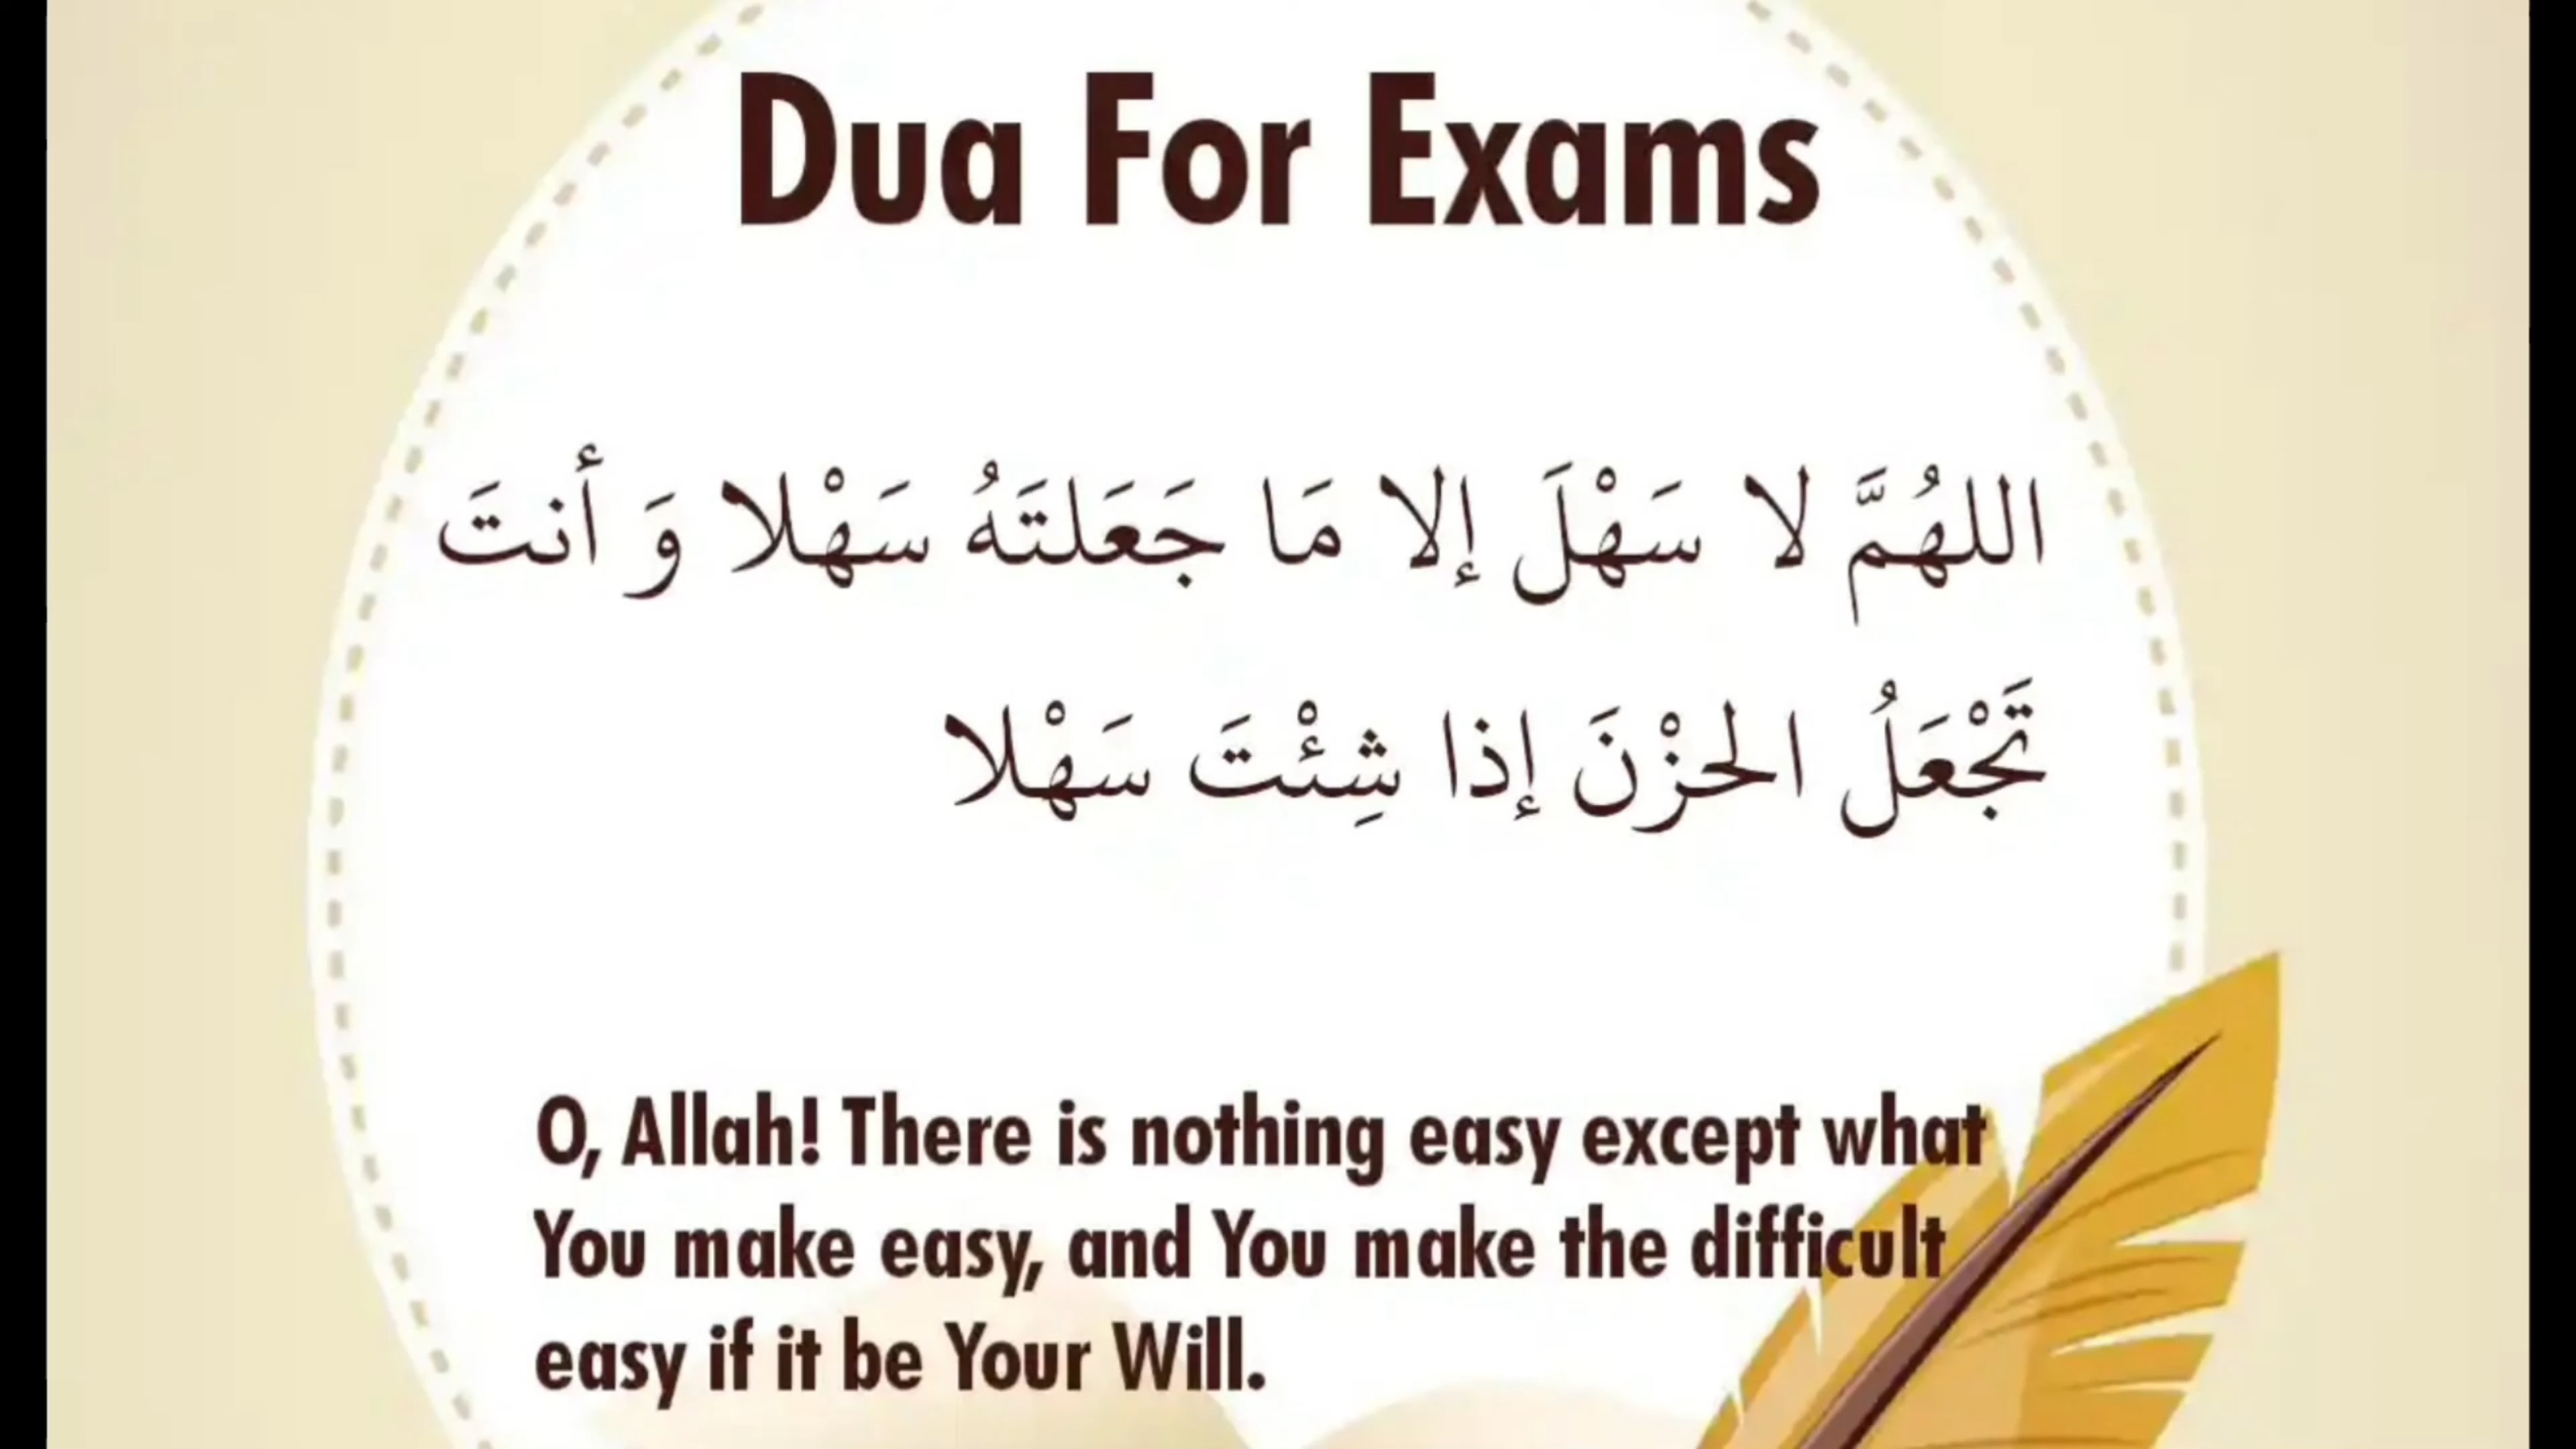 Dua For Exams
اللهُمَّ لا سَهْلَ إلا مَا جَعَلتَهُ سَهْلا وَ أنتَ
تَجْعَلُ الحزْنَ إذا شِئْتَ سَهْلا
O, Allah! There is nothing easy except what
You make easy, and You make the difficult
easy if it be Your Will.